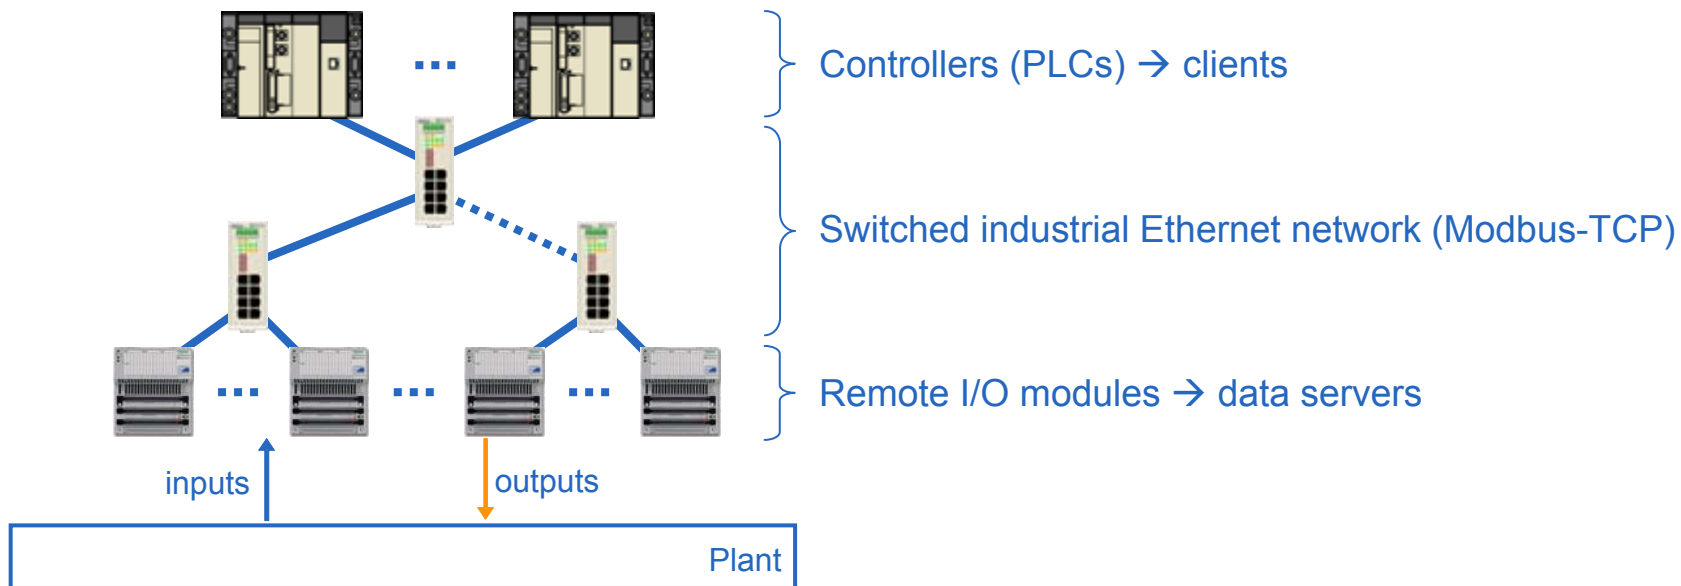 Controllers (PLCs) → clients
Switched industrial Ethernet network (Modbus-TCP)
Remote I/O modules → data servers
inputs
outputs
Plant